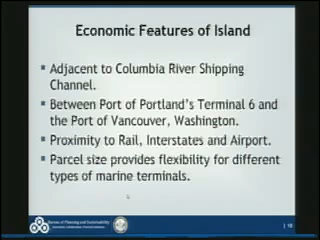 Economic Features of Island
Adjacent to Columbia River Shipping
Channel.
Between Port of Portland's Terminal 6 and
the Port of Vancouver, Washington.
Proximity to Rail, Interstates and Airport.
Parcel size provides flexibility for different
types of marine terminals.
Bureau of Planning and Sustainability